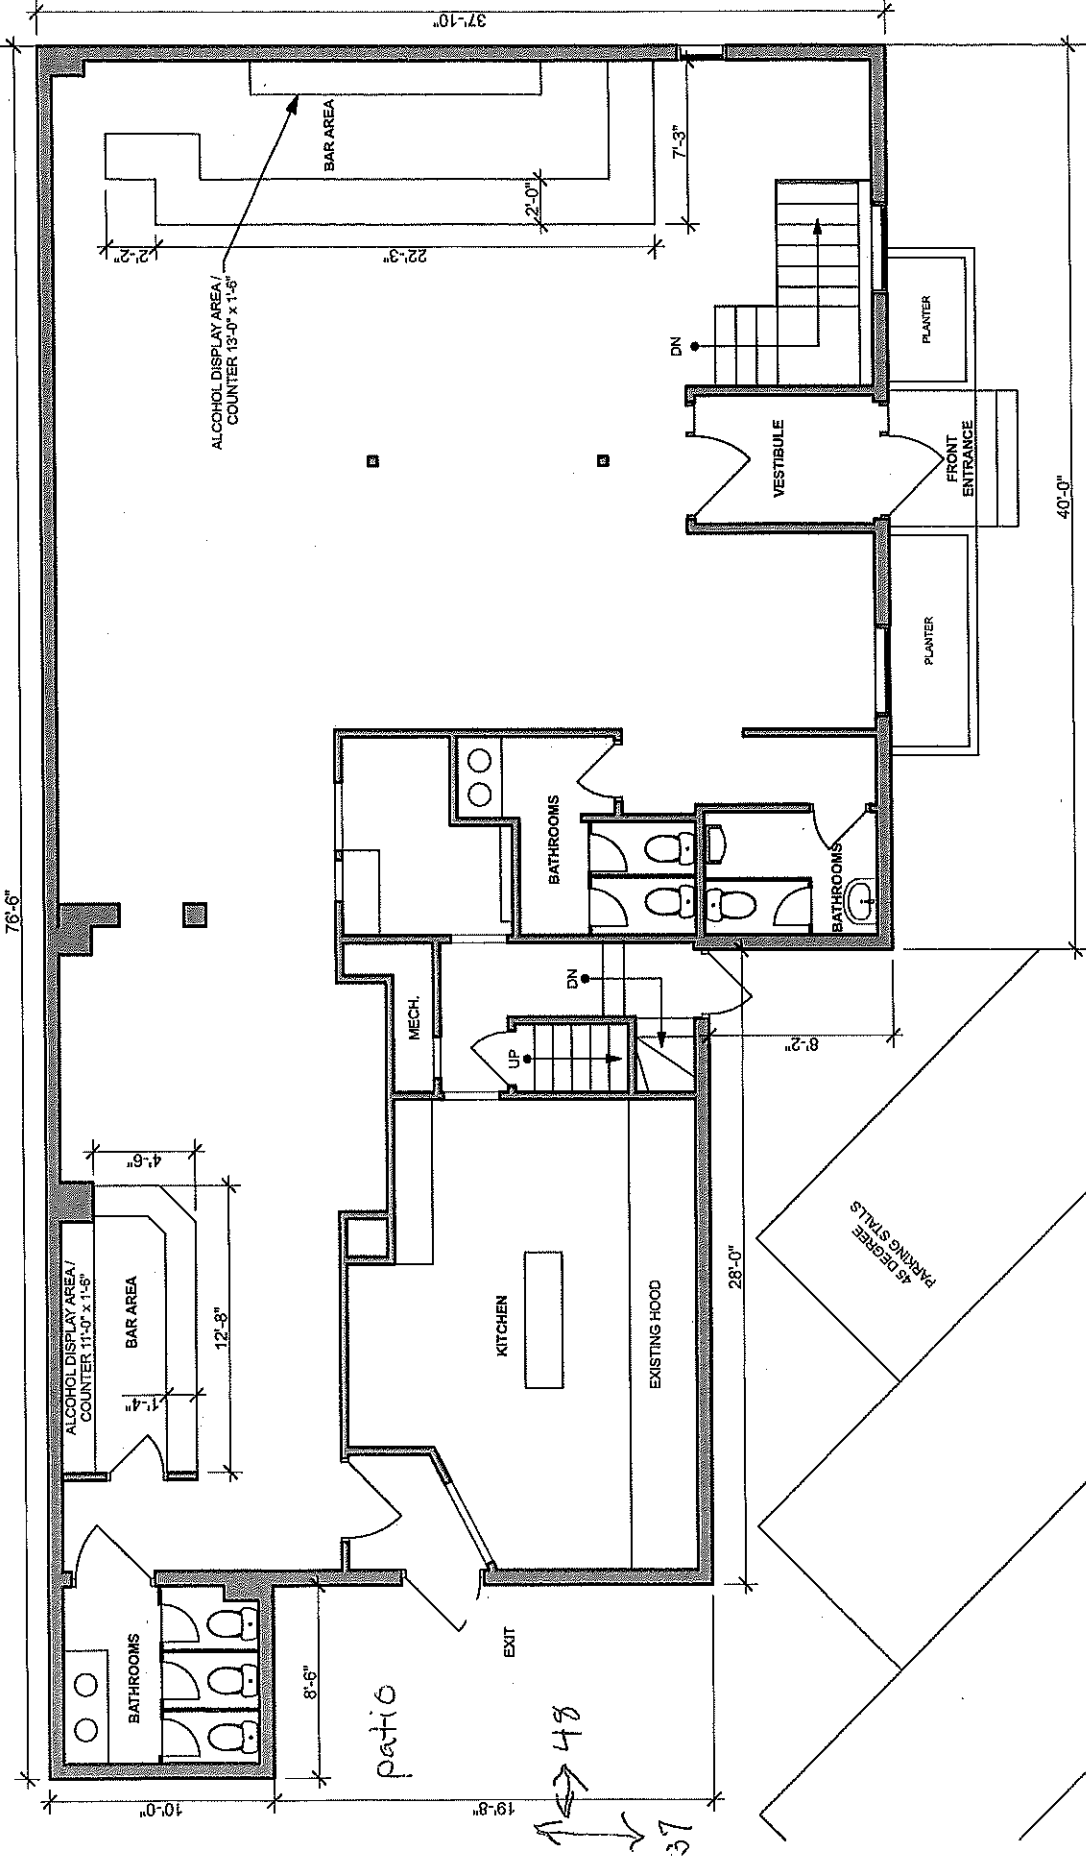 37'-10"
76'-6"
ALCOHOL DISPLAY AREA /
COUNTER 13'-0" x 1'-6"
BAR AREA
2'-2"
22'-3"
2'-0"
7'-3"
DN
PLANTER
VESTIBULE
FRONT
ENTRANCE
40'-0"
PLANTER
BATHROOMS
BATHROOMS
MECH.
DN
UP
8'-2"
4'-6"
ALCOHOL DISPLAY AREA /
COUNTER 11'-0" x 1'-6"
BAR AREA
1'-4"
12'-8"
KITCHEN
EXISTING HOOD
28'-0"
45 DEGREE
PARKING STALLS
BATHROOMS
8'-6"
EXIT
patio
10'-0"
19'-8"
48
37